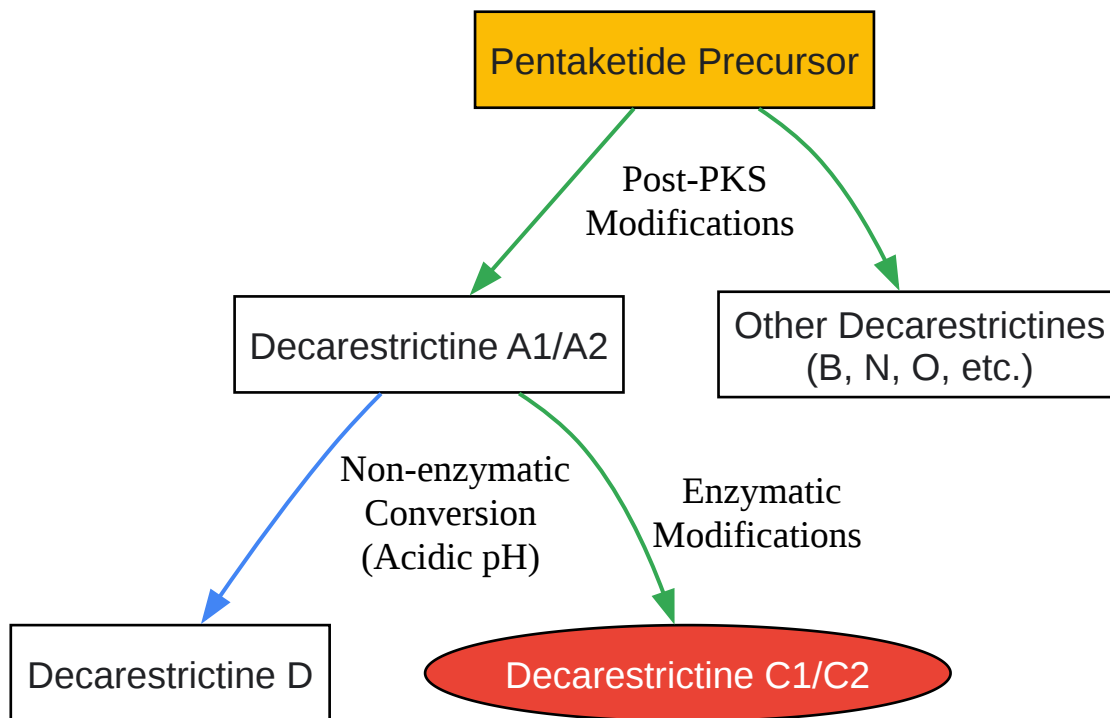 Pentaketide Precursor
Post-PKS
Modifications
Decarestrictine A1/A2
Other Decarestrictines
(B, N, O, etc.)
Non-enzymatic
Conversion
(Acidic pH)
Enzymatic
Modifications
Decarestrictine D
Decarestrictine C1/C2